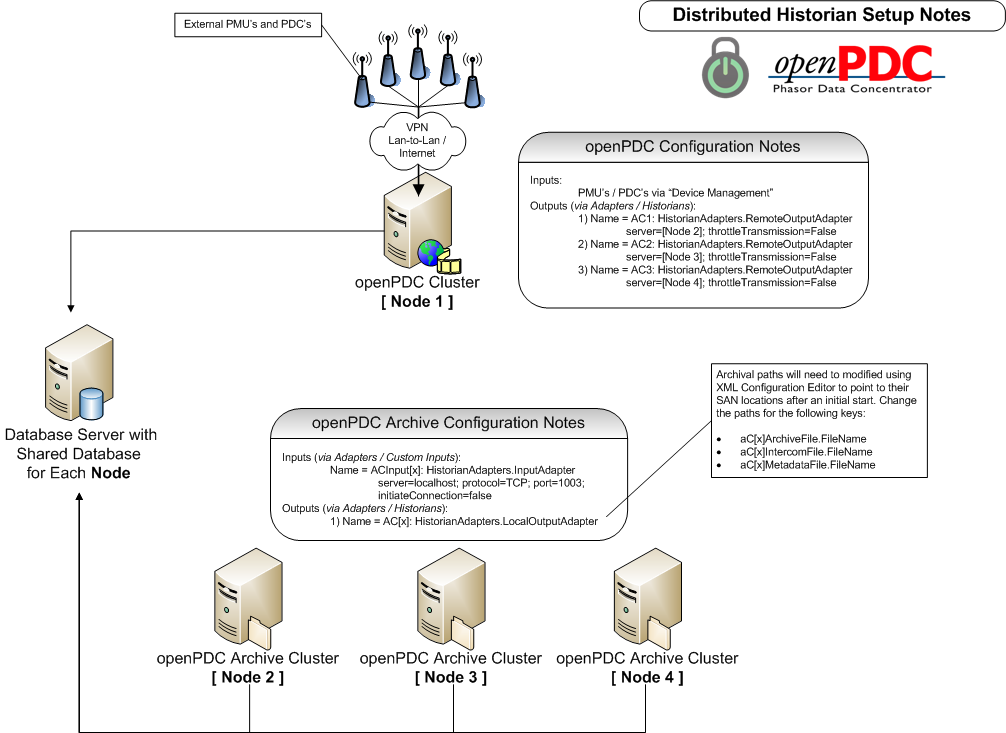 External PMU's and PDC's
Distributed Historian Setup Notes
openPDC
Phasor Data Concentrator
VPN
Lan-to-Lan /
Internet
openPDC Configuration Notes
Inputs:
PMU's / PDC's via "Device Management"
Outputs (via Adapters / Historians):
1) Name = AC1: HistorianAdapters.RemoteOutputAdapter
server=[Node 2]; throttleTransmission=False
2) Name = AC2: HistorianAdapters.RemoteOutputAdapter
server=[Node 3]; throttleTransmission=False
3) Name = AC3: HistorianAdapters.RemoteOutputAdapter
server=[Node 4]; throttleTransmission=False
openPDC Cluster
[ Node 1 ]
Database Server with
Shared Database
for Each Node
Archival paths will need to modified using
XML Configuration Editor to point to their
SAN locations after an initial start. Change
the paths for the following keys:
• aC[x]ArchiveFile.FileName
• aC[x]IntercomFile.FileName
• aC[x]MetadataFile.FileName
openPDC Archive Configuration Notes
Inputs (via Adapters / Custom Inputs):
Name = ACInput[x]: HistorianAdapters.InputAdapter
server=localhost; protocol=TCP; port=1003;
initiateConnection=false
Outputs (via Adapters / Historians):
1) Name = AC[x]: HistorianAdapters.LocalOutputAdapter
openPDC Archive Cluster
[ Node 2 ]
openPDC Archive Cluster
[ Node 3 ]
openPDC Archive Cluster
[ Node 4 ]